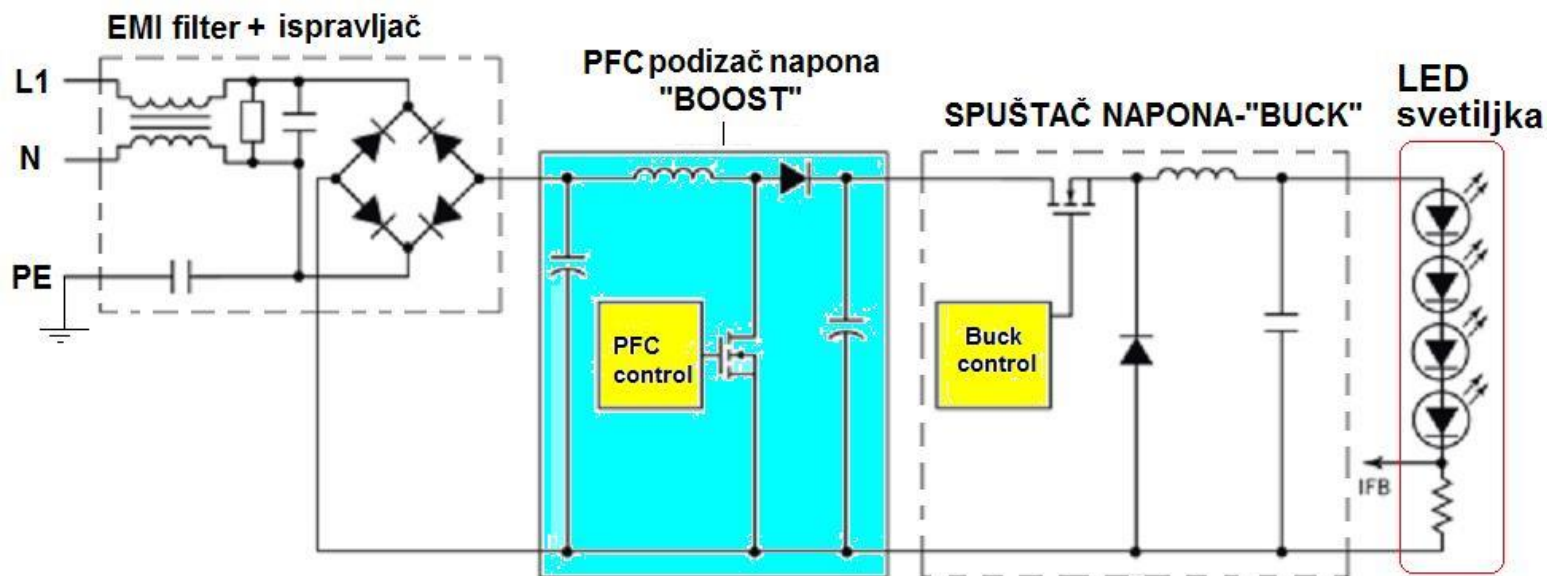 EMI filter + ispravljač
L1
N
PE
PFC podizač napona
"BOOST"
PFC
control
SPUŠTAČ NAPONA-"BUCK"
Buck
control
LED
svetiljka
IFB